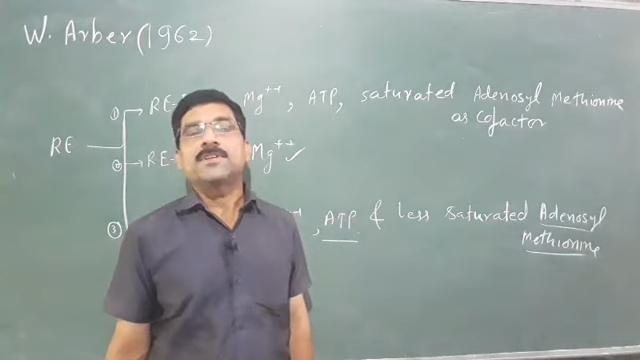 W. Arber (1962)
① RE- Mg++, ATP, saturated Adenosyl Methionine
as Cofactor
RE ② RE- Mg++ ✓
③ , ATP & less saturated Adenosyl
Methionine